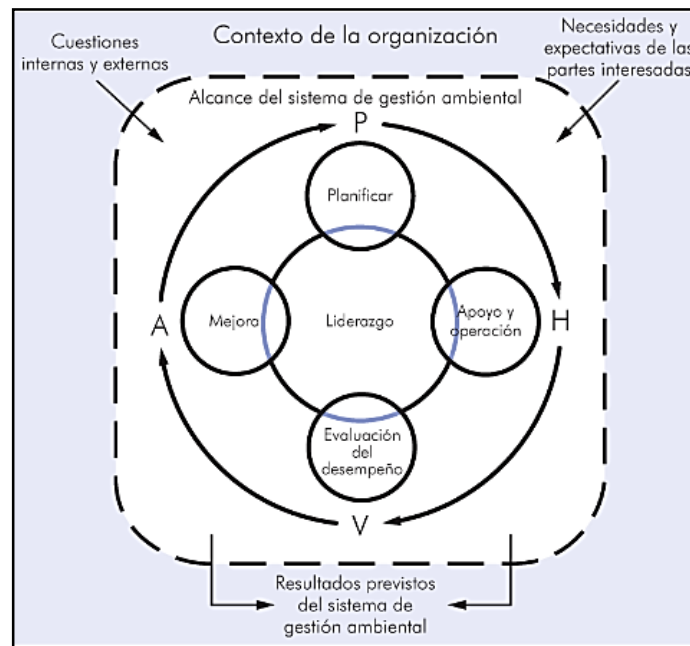 Contexto de la organización
Cuestiones
internas y externas
Necesidades y
expectativas de las
partes interesadas
Alcance del sistema de gestión ambiental
P
Planificar
A
Mejora
Liderazgo
Apoyo y
operación
H
Evaluación
del
desempeño
V
Resultados previstos
del sistema de
gestión ambiental